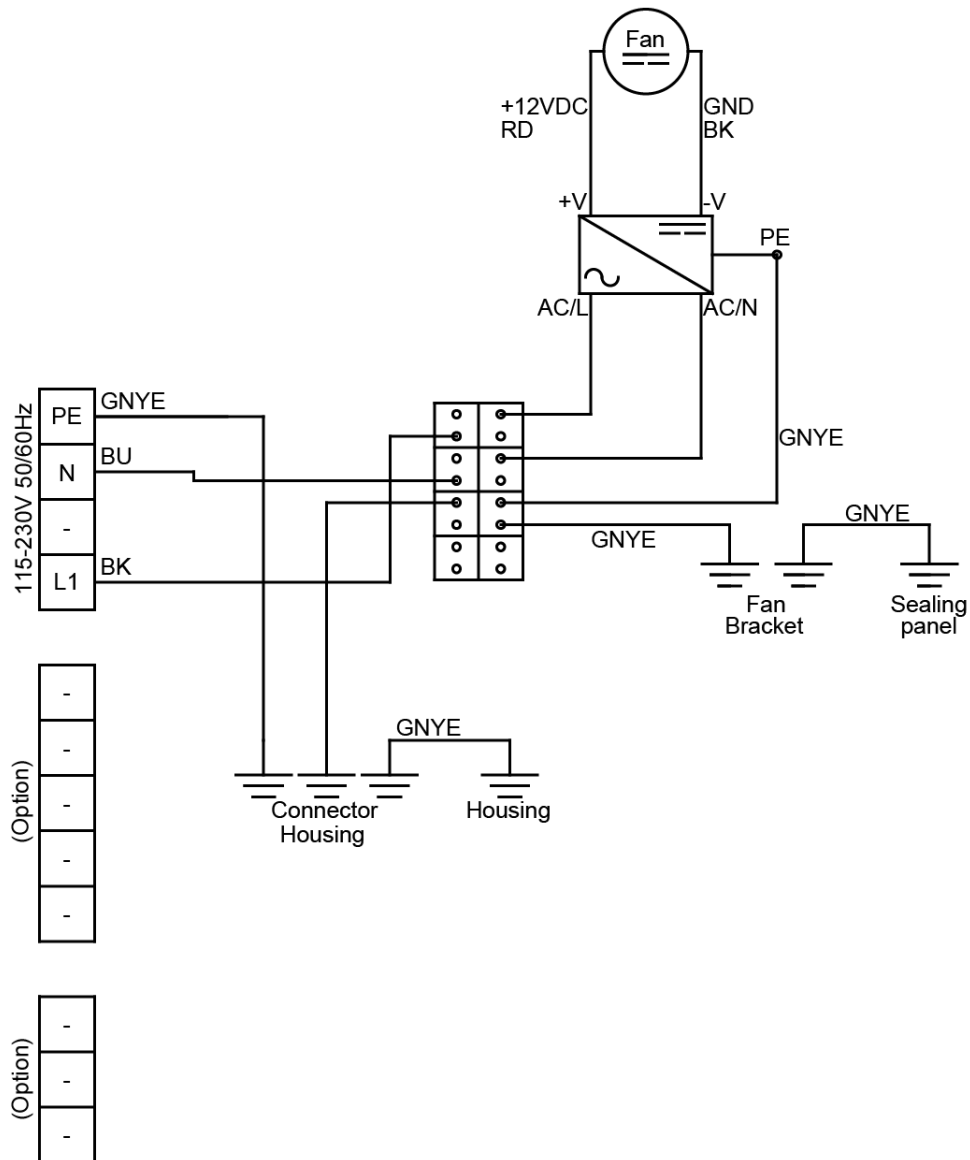 Fan
+12VDC
RD
GND
BK
+V
-V
PE
AC/L
AC/N
115-230V 50/60Hz
PE
GNYE
N
BU
-
L1
BK
GNYE
GNYE
GNYE
Fan
Bracket
Sealing
panel
GNYE
Connector
Housing
Housing
(Option)
-
-
-
-
-
(Option)
-
-
-